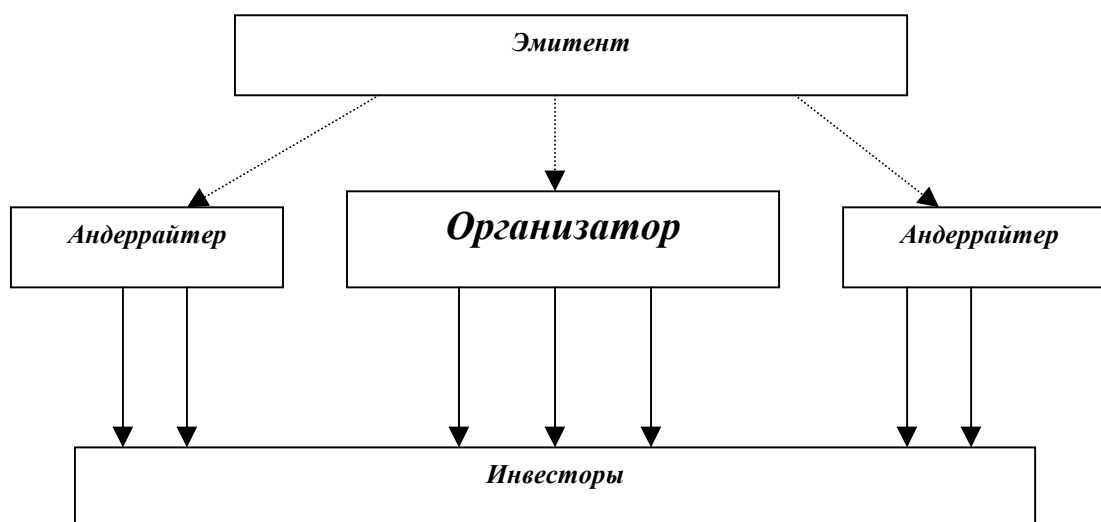 Эмитент
Андеррайтер
Организатор
Андеррайтер
Инвесторы